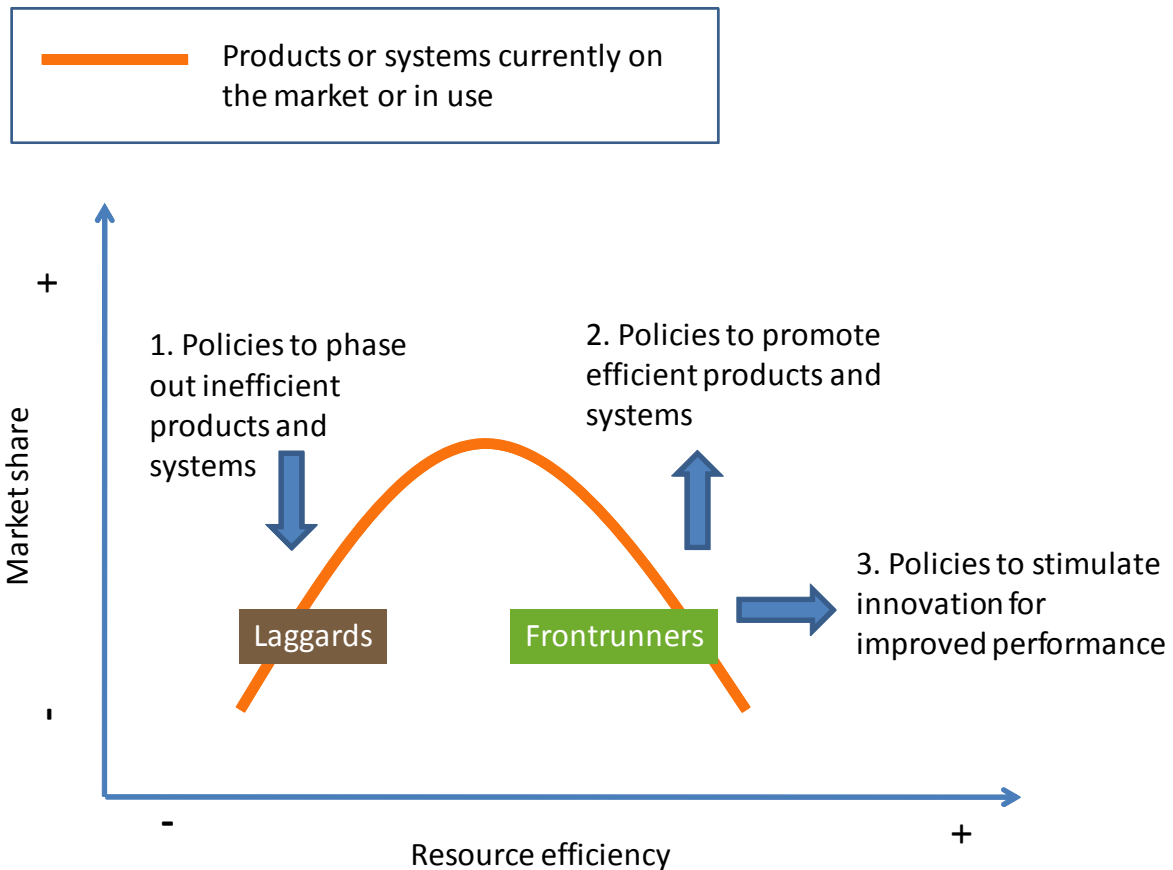 Products or systems currently on
the market or in use
+
Market share
-
1. Policies to phase
out inefficient
products and
systems
2. Policies to promote
efficient products and
systems
3. Policies to stimulate
innovation for
improved performance
Laggards
Frontrunners
-
+
Resource efficiency